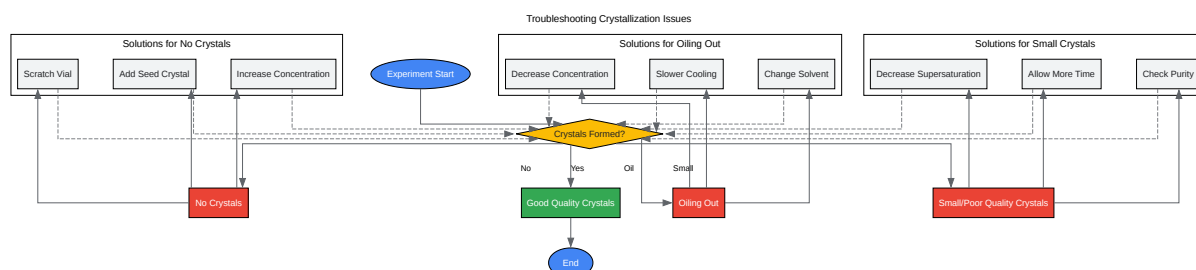 Troubleshooting Crystallization Issues
Solutions for No Crystals
Solutions for Oiling Out
Solutions for Small Crystals
Scratch Vial
Add Seed Crystal
Increase Concentration
Experiment Start
Decrease Concentration
Slower Cooling
Change Solvent
Decrease Supersaturation
Allow More Time
Check Purity
Crystals Formed?
No
Yes
Oil
Small
No Crystals
Good Quality Crystals
Oiling Out
Small/Poor Quality Crystals
End